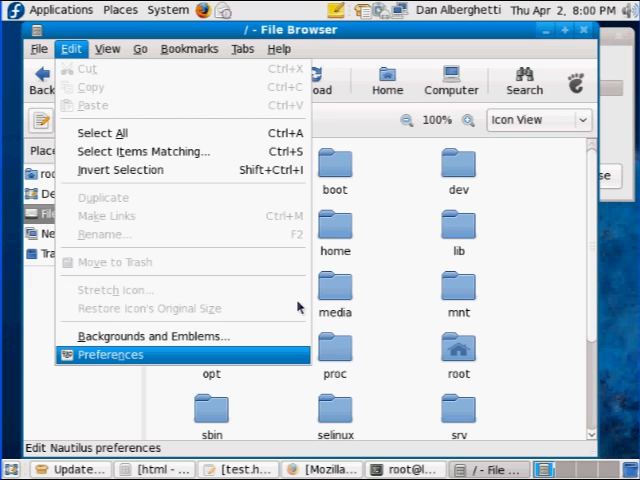 Applications Places System Dan Alberghetti Thu Apr 2, 8:00 PM
/ - File Browser
File Edit View Go Bookmarks Tabs Help
Cut Ctrl+X
Copy Ctrl+C
Paste Ctrl+V
Select All Ctrl+A
Select Items Matching... Ctrl+S
Invert Selection Shift+Ctrl+I
Duplicate
Make Links Ctrl+M
Rename... F2
Move to Trash
Stretch Icon...
Restore Icon's Original Size
Backgrounds and Emblems...
Preferences
Back Home Computer Search
100% Icon View
boot dev
home lib
media mnt
opt proc root
sbin selinux srv
Edit Nautilus preferences
Update... [html - ... [test.h... [Mozilla... root@l... / - File ...